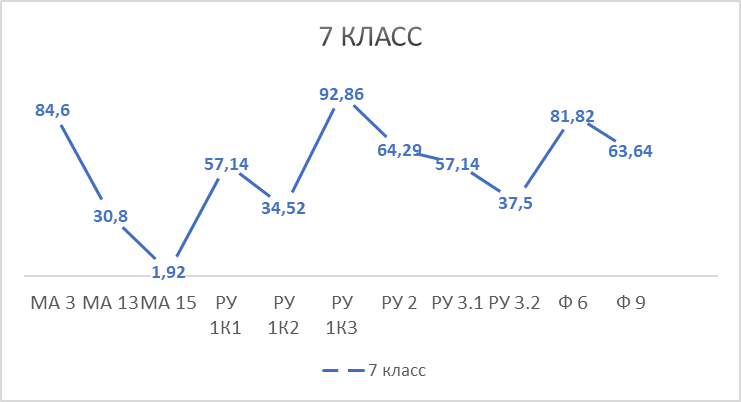 7 КЛАСС
92,86
84,6
81,82
64,29
63,64
57,14
57,14
37,5
34,52
30,8
1,92
МА 3 МА 13 МА 15 РУ РУ РУ РУ 2 РУ 3.1 РУ 3.2 Ф 6 Ф 9
1К1 1К2 1К3
7 класс